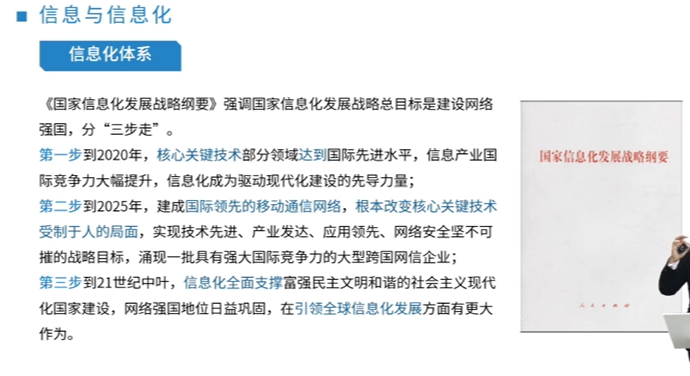 信息与信息化
信息化体系
《国家信息化发展战略纲要》强调国家信息化发展战略总目标是建设网络
强国，分“三步走”。
第一步到2020年，核心关键技术部分领域达到国际先进水平，信息产业国
际竞争力大幅提升，信息化成为驱动现代化建设的先导力量；
第二步到2025年，建成国际领先的移动通信网络，根本改变核心关键技术
受制于人的局面，实现技术先进、产业发达、应用领先、网络安全坚不可
摧的战略目标，涌现一批具有强大国际竞争力的大型跨国网信企业；
第三步到21世纪中叶，信息化全面支撑富强民主文明和谐的社会主义现代
化国家建设，网络强国地位日益巩固，在引领全球信息化发展方面有更大
作为。
国家信息化发展战略纲要
人民出版社